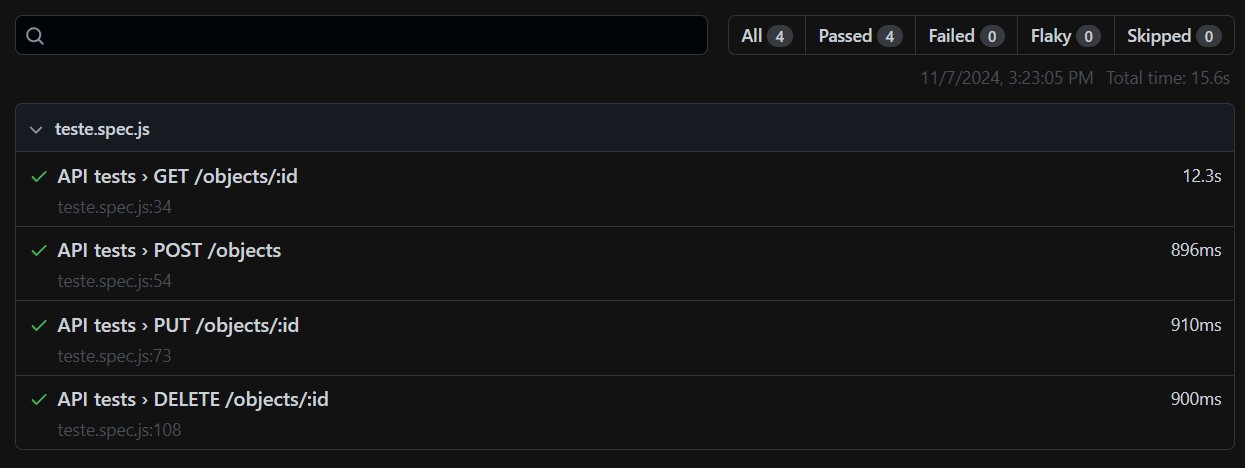 All 4 Passed 4 Failed 0 Flaky 0 Skipped 0
11/7/2024, 3:23:05 PM Total time: 15.6s
teste.spec.js
API tests › GET /objects/:id 12.3s
teste.spec.js:34
API tests › POST /objects 896ms
teste.spec.js:54
API tests › PUT /objects/:id 910ms
teste.spec.js:73
API tests › DELETE /objects/:id 900ms
teste.spec.js:108